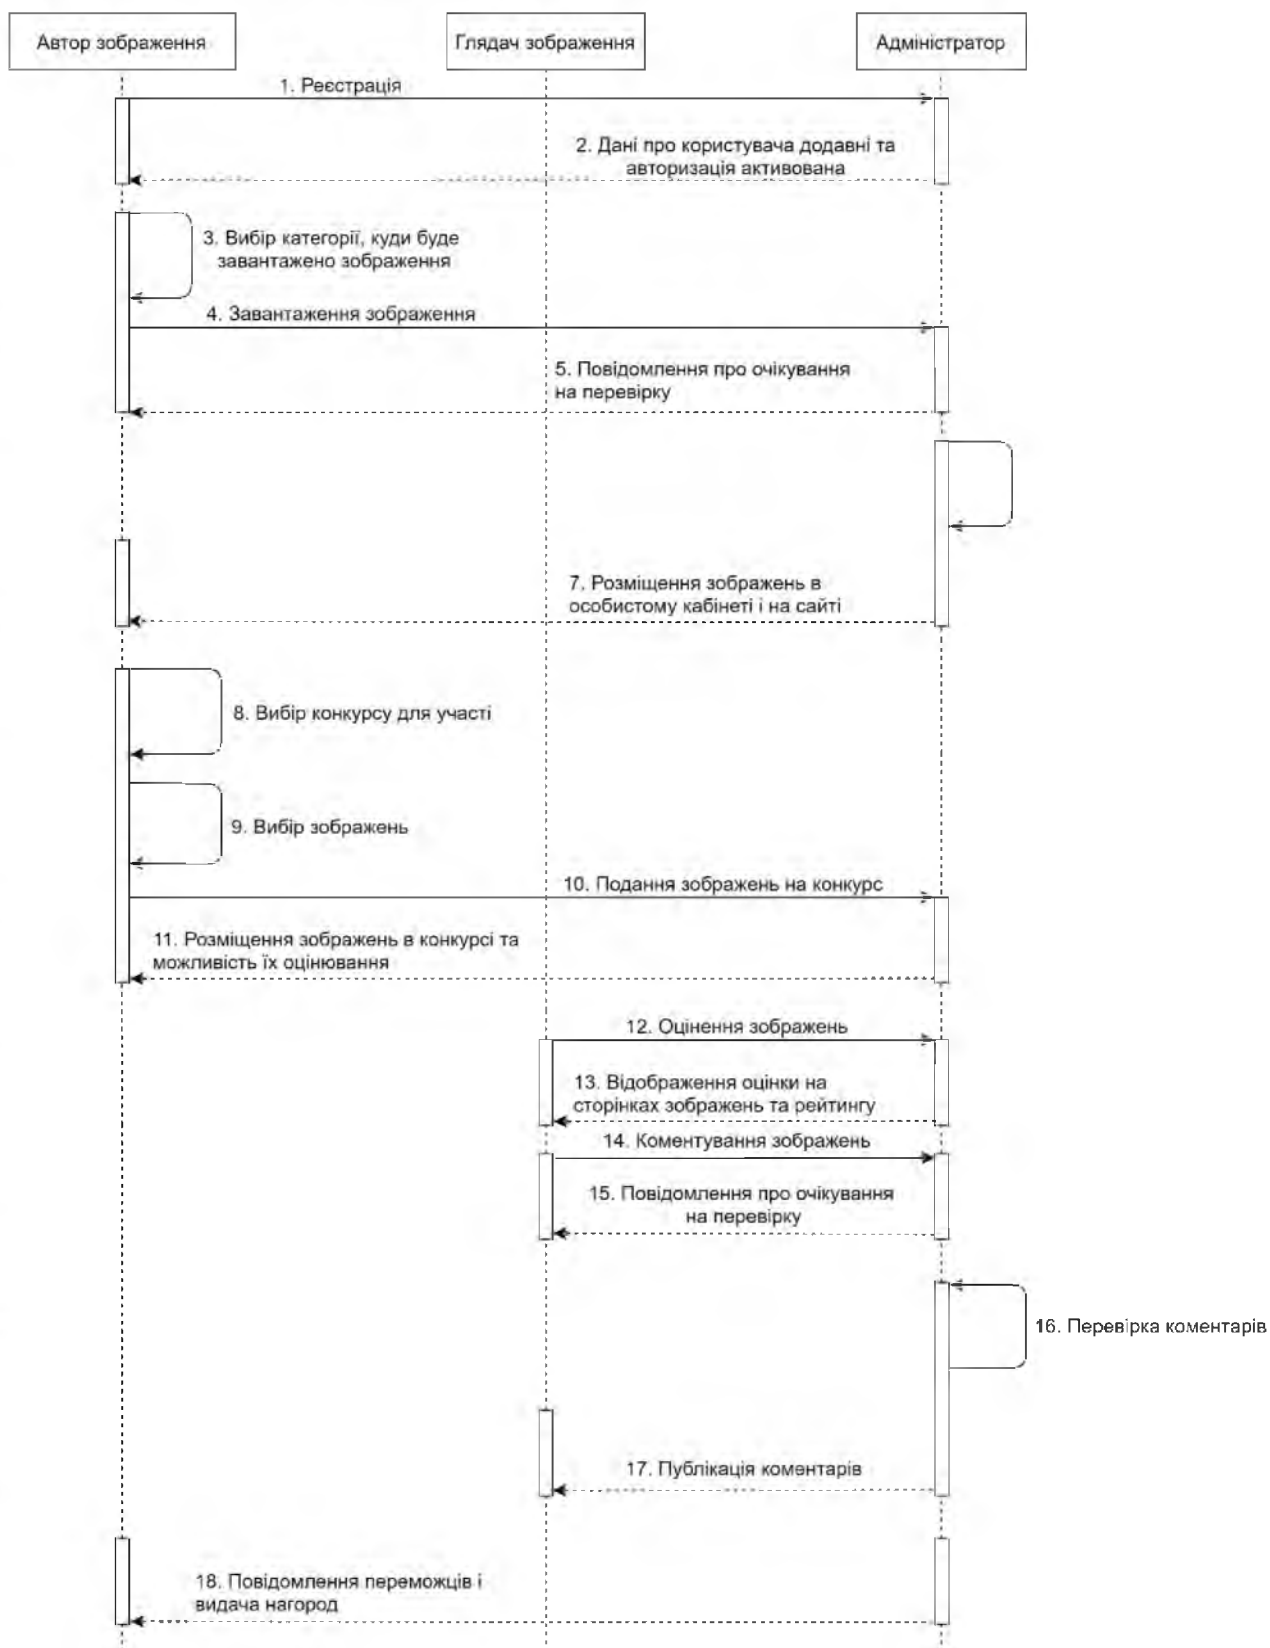 Автор зображення
Глядач зображення
Адміністратор
1. Реєстрація
2. Дані про користувача додавні та
авторизація активована
3. Вибір категорії, куди буде
завантажено зображення
4. Завантаження зображення
5. Повідомлення про очікування
на перевірку
7. Розміщення зображень в
особистому кабінеті і на сайті
8. Вибір конкурсу для участі
9. Вибір зображень
10. Подання зображень на конкурс
11. Розміщення зображень в конкурсі та
можливість їх оцінювання
12. Оцінення зображень
13. Відображення оцінки на
сторінках зображень та рейтингу
14. Коментування зображень
15. Повідомлення про очікування
на перевірку
16. Перевірка коментарів
17. Публікація коментарів
18. Повідомлення переможців і
видача нагород